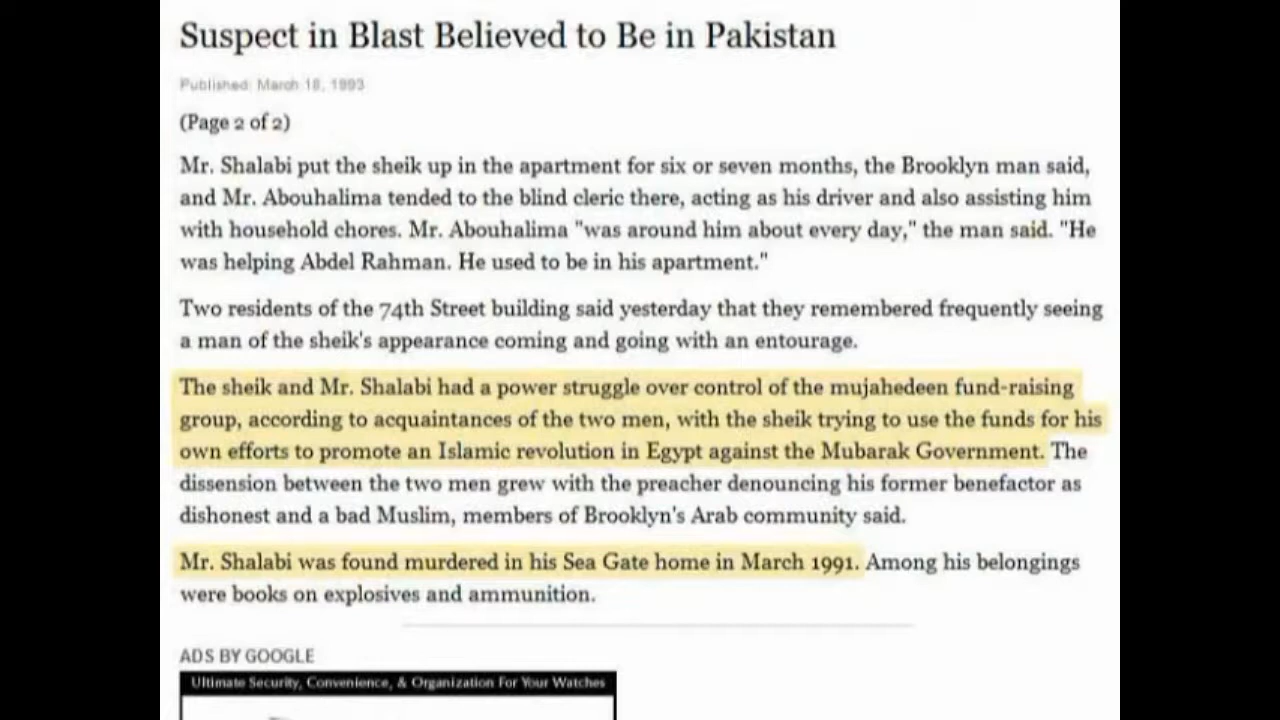 Suspect in Blast Believed to Be in Pakistan
Published: March 18, 1993
(Page 2 of 2)
Mr. Shalabi put the sheik up in the apartment for six or seven months, the Brooklyn man said,
and Mr. Abouhalima tended to the blind cleric there, acting as his driver and also assisting him
with household chores. Mr. Abouhalima "was around him about every day," the man said. "He
was helping Abdel Rahman. He used to be in his apartment."
Two residents of the 74th Street building said yesterday that they remembered frequently seeing
a man of the sheik's appearance coming and going with an entourage.
The sheik and Mr. Shalabi had a power struggle over control of the mujahedeen fund-raising
group, according to acquaintances of the two men, with the sheik trying to use the funds for his
own efforts to promote an Islamic revolution in Egypt against the Mubarak Government. The
dissension between the two men grew with the preacher denouncing his former benefactor as
dishonest and a bad Muslim, members of Brooklyn's Arab community said.
Mr. Shalabi was found murdered in his Sea Gate home in March 1991. Among his belongings
were books on explosives and ammunition.
ADS BY GOOGLE
Ultimate Security, Convenience, & Organization For Your Watches